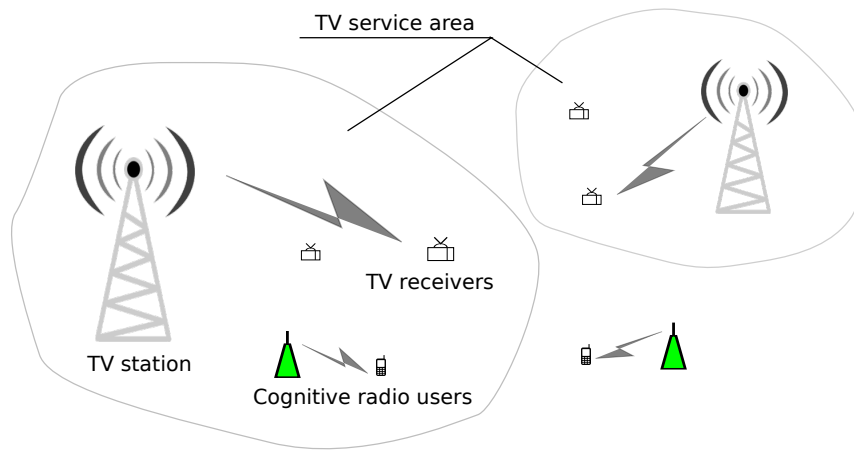 TV service area
TV receivers
TV station
Cognitive radio users